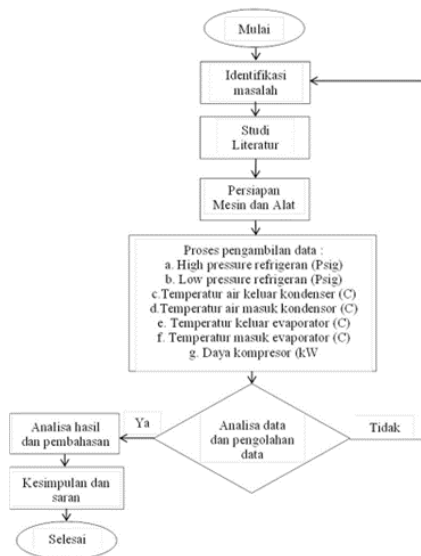 Mulai
Identifikasi
masalah
Studi
Literatur
Persiapan
Mesin dan Alat
Proses pengambilan data :
a. High pressure refrigeran (Psig)
b. Low pressure refrigeran (Psig)
c.Temperatur air keluar kondenser (C)
d.Temperatur air masuk kondensor (C)
e. Temperatur keluar evaporator (C)
f. Temperatur masuk evaporator (C)
g. Daya kompresor (kW
Analisa data
dan pengolahan
data
Ya
Tidak
Analisa hasil
dan pembahasan
Kesimpulan dan
saran
Selesai